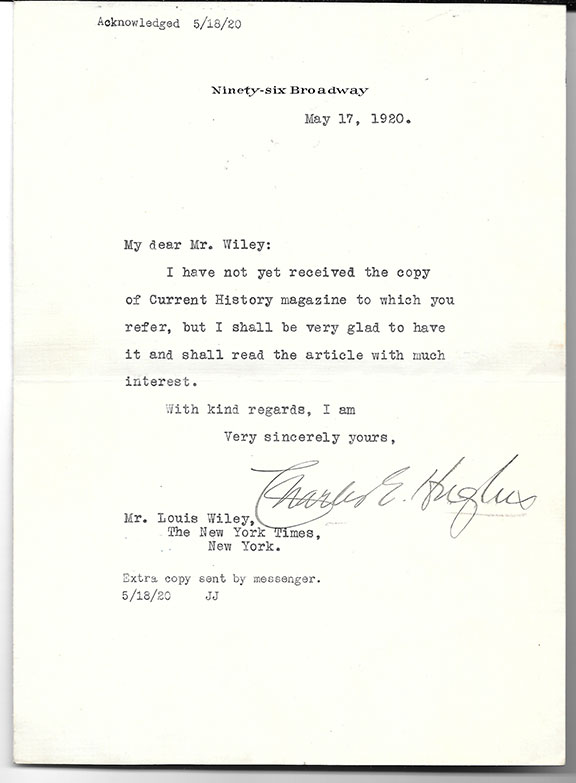 Acknowledged 5/18/20
Ninety-six Broadway
May 17, 1920.
My dear Mr. Wiley:
I have not yet received the copy
of Current History magazine to which you
refer, but I shall be very glad to have
it and shall read the article with much
interest.
With kind regards, I am
Very sincerely yours,
Charles E. Hughes
Mr. Louis Wiley,
The New York Times,
New York.
Extra copy sent by messenger.
5/18/20 JJ